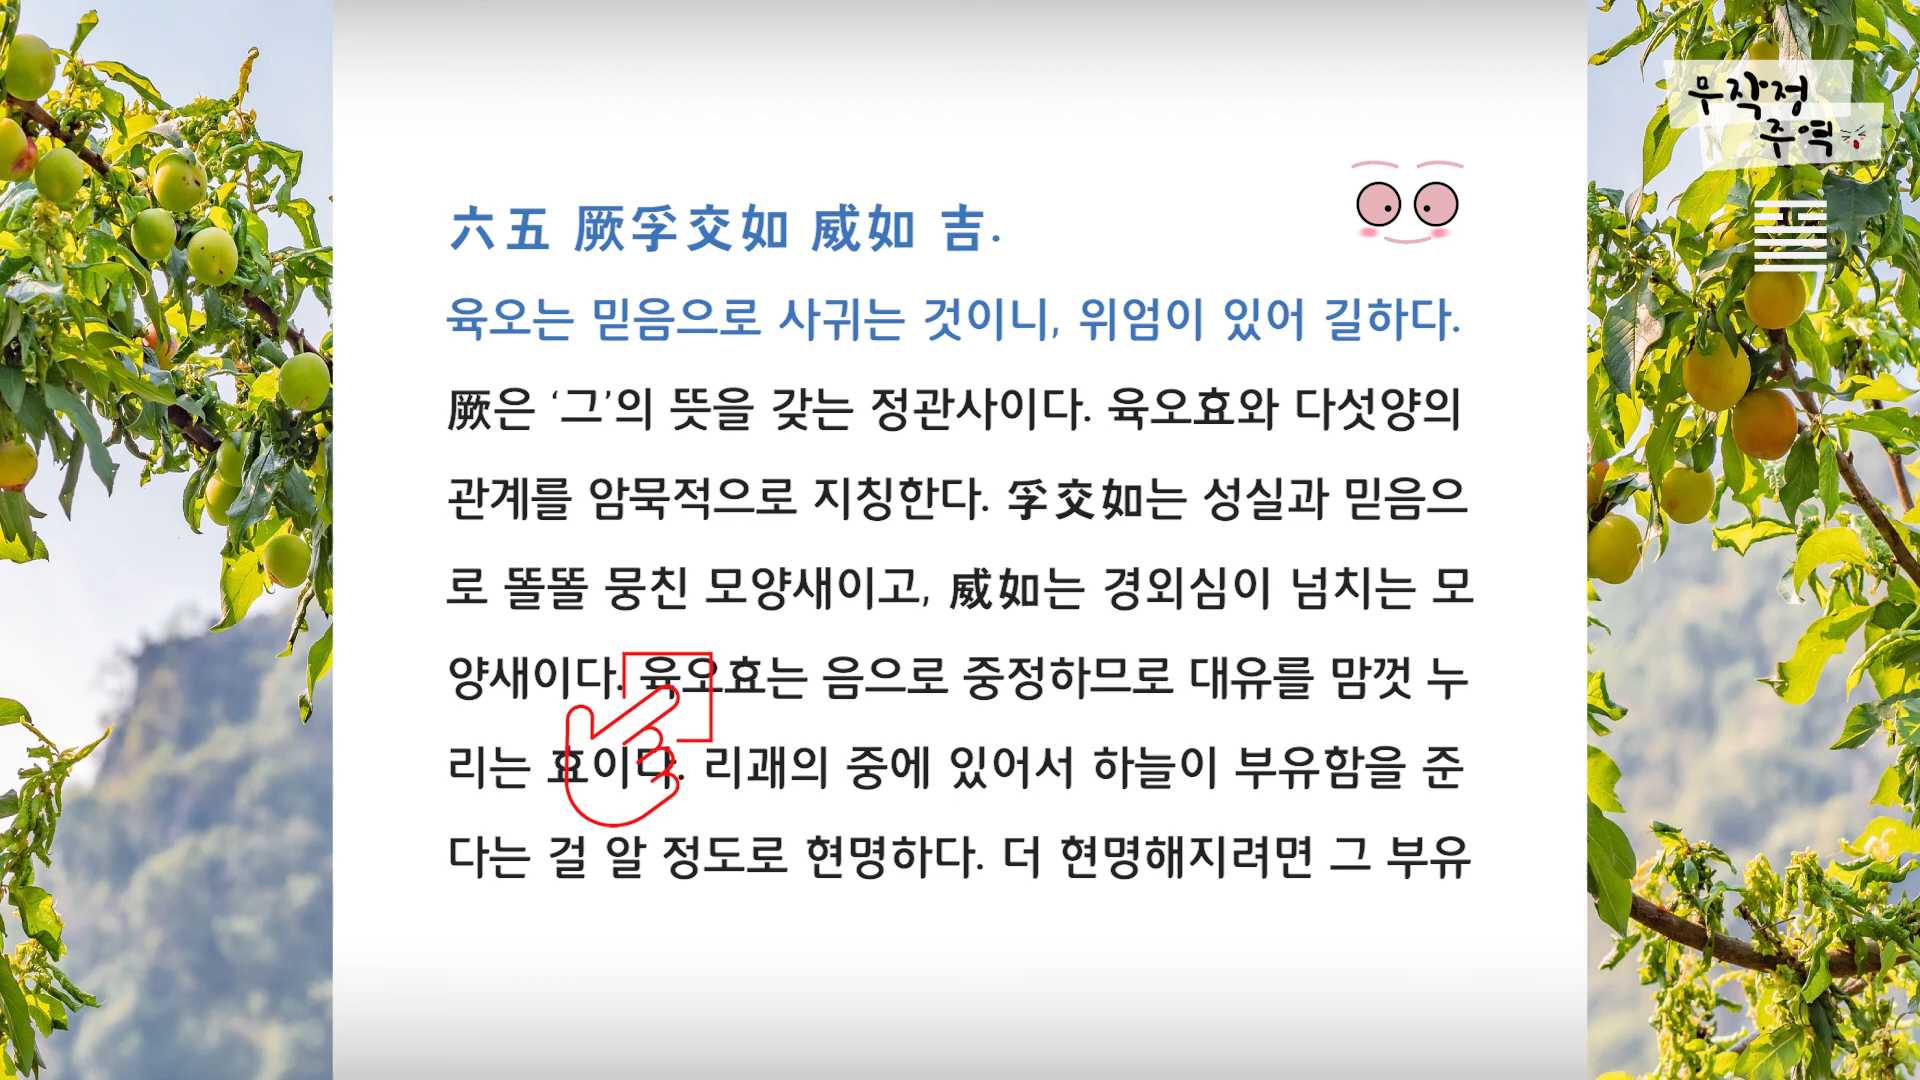 무작정
주역
六五 厥孚交如 威如 吉.
육오는 믿음으로 사귀는 것이니, 위엄이 있어 길하다.
厥은 ‘그’의 뜻을 갖는 정관사이다. 육오효와 다섯양의
관계를 암묵적으로 지칭한다. 孚交如는 성실과 믿음으
로 똘똘 뭉친 모양새이고, 威如는 경외심이 넘치는 모
양새이다. 육오효는 음으로 중정하므로 대유를 맘껏 누
리는 효이다. 리괘의 중에 있어서 하늘이 부유함을 준
다는 걸 알 정도로 현명하다. 더 현명해지려면 그 부유